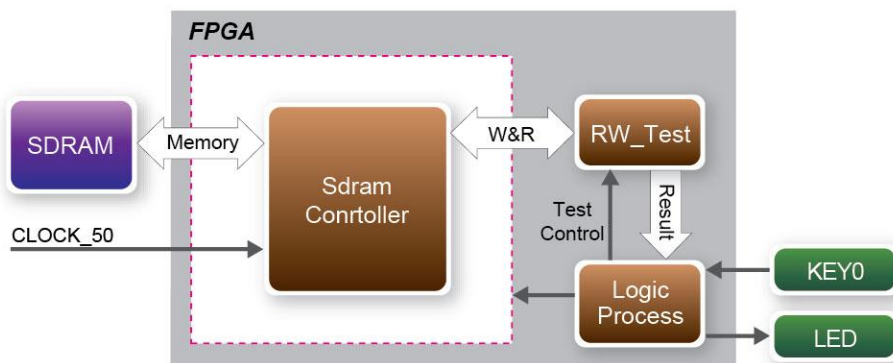 FPGA
SDRAM
Memory
Sdram
Conrtoller
W&R
RW_Test
CLOCK_50
Test
Control
Result
Logic
Process
KEY0
LED